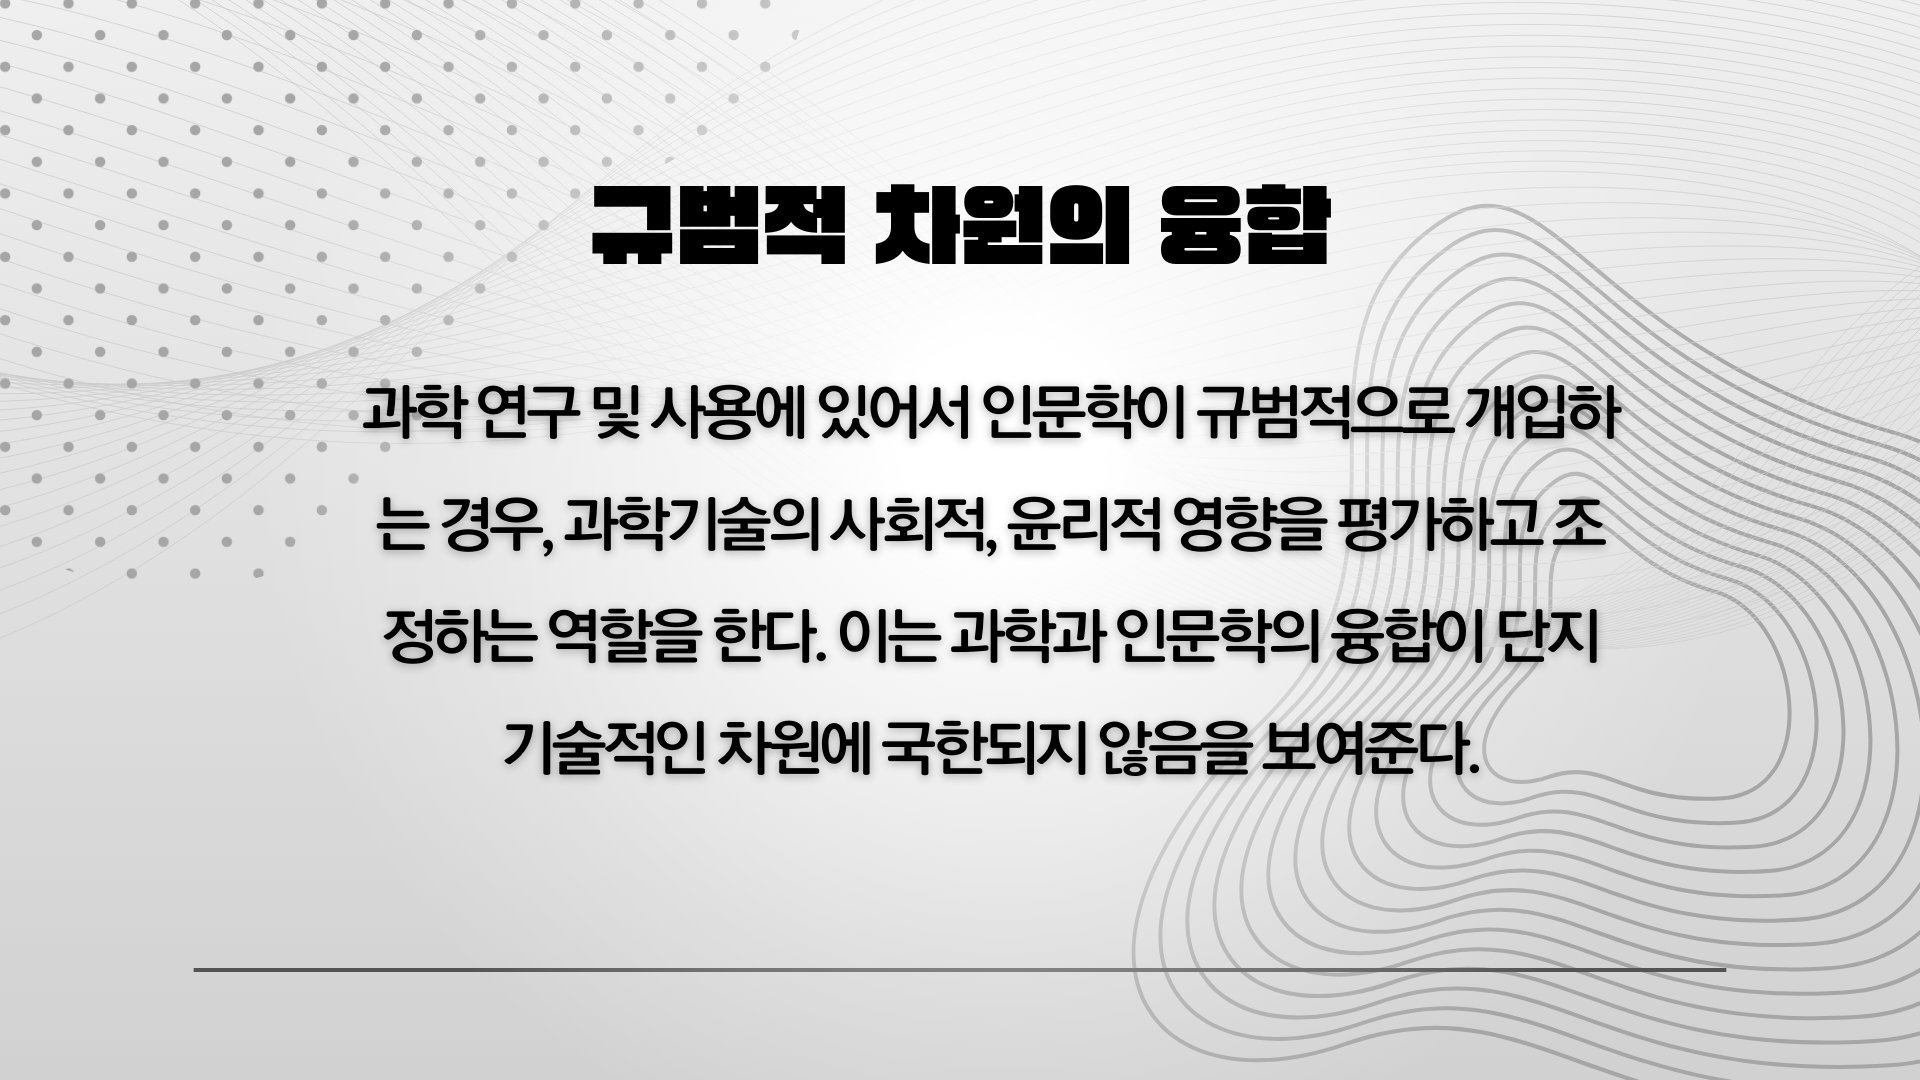 규범적 차원의 융합
과학 연구 및 사용에 있어서 인문학이 규범적으로 개입하
는 경우, 과학기술의 사회적, 윤리적 영향을 평가하고 조
정하는 역할을 한다. 이는 과학과 인문학의 융합이 단지
기술적인 차원에 국한되지 않음을 보여준다.